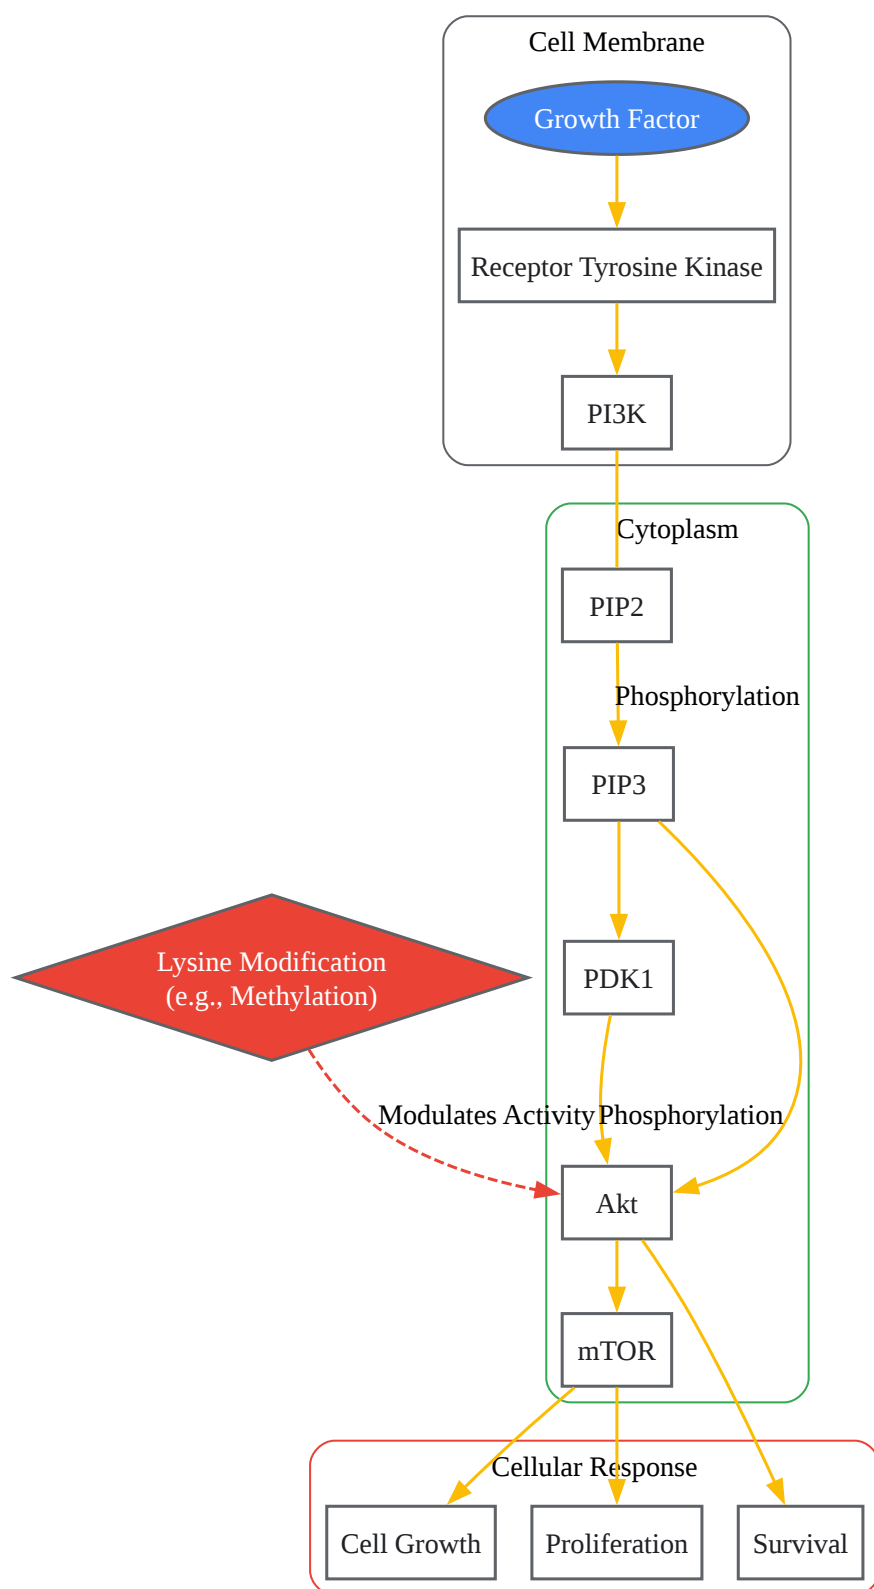 Cell Membrane
Growth Factor
Receptor Tyrosine Kinase
PI3K
Cytoplasm
PIP2
Phosphorylation
PIP3
Lysine Modification
(e.g., Methylation)
PDK1
Modulates Activity
Phosphorylation
Akt
mTOR
Cellular Response
Cell Growth
Proliferation
Survival